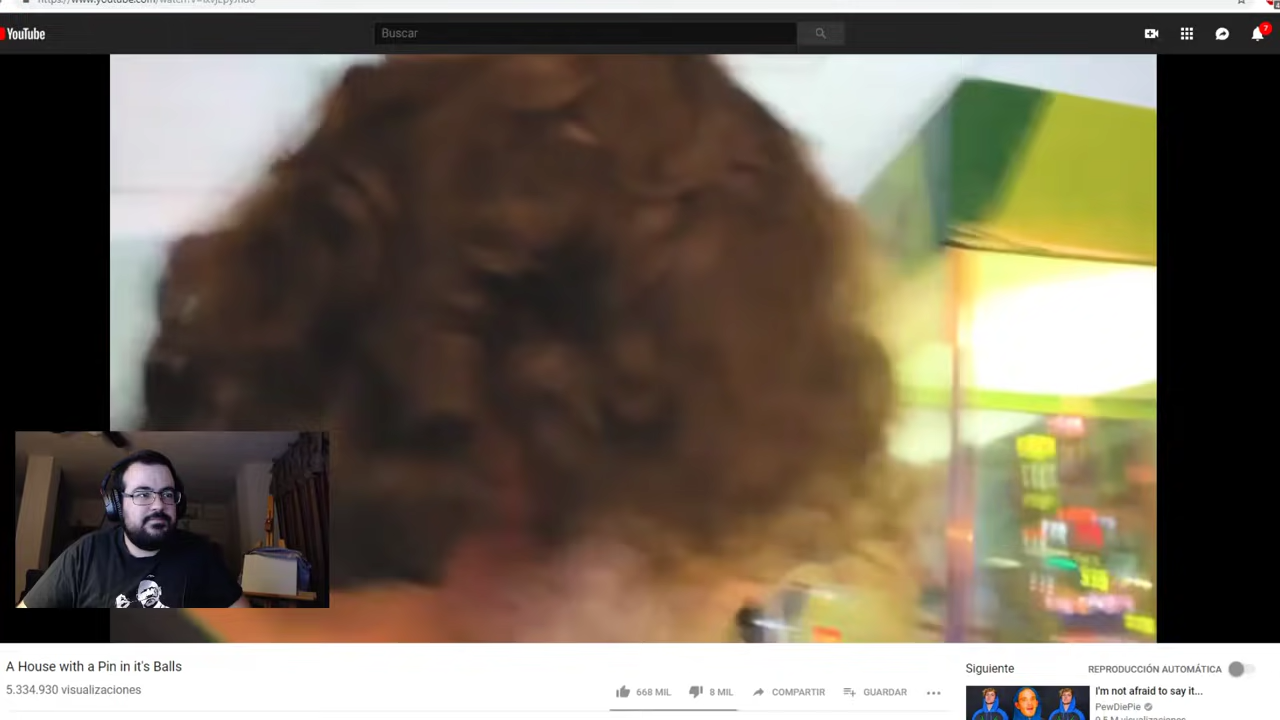 YouTube
Buscar
7
A House with a Pin in it's Balls
5.334.930 visualizaciones
668 MIL
8 MIL
COMPARTIR
GUARDAR
Siguiente
REPRODUCCIÓN AUTOMÁTICA
I'm not afraid to say it...
PewDiePie